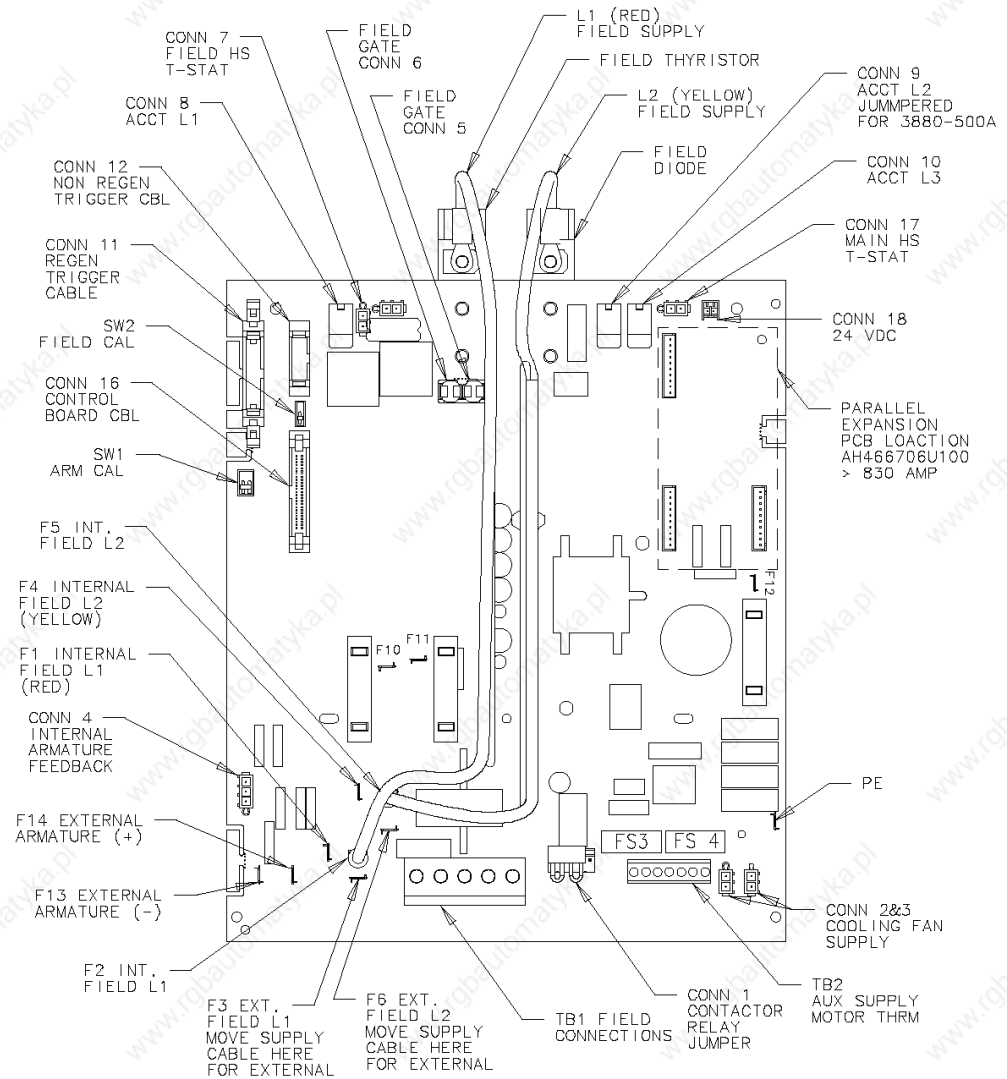 L1 (RED)
FIELD SUPPLY
FIELD
GATE
CONN 6
CONN 7
FIELD HS
T-STAT
FIELD THYRISTOR
CONN 9
ACCT L2
JUMMPERED
FOR 3880-500A
CONN 8
ACCT L1
FIELD
GATE
CONN 5
L2 (YELLOW)
FIELD SUPPLY
FIELD
DIODE
CONN 10
ACCT L3
CONN 12
NON REGEN
TRIGGER CBL
CONN 17
MAIN HS
T-STAT
CONN 11
REGEN
TRIGGER
CABLE
CONN 18
24 VDC
SW2
FIELD CAL
CONN 16
CONTROL
BOARD CBL
PARALLEL
EXPANSION
PCB LOACTION
AH466706U100
> 830 AMP
SW1
ARM CAL
F5 INT.
FIELD L2
F4 INTERNAL
FIELD L2
(YELLOW)
F12
F10
F11
F1 INTERNAL
FIELD L1
(RED)
CONN 4
INTERNAL
ARMATURE
FEEDBACK
PE
F14 EXTERNAL
ARMATURE (+)
FS3
FS 4
F13 EXTERNAL
ARMATURE (-)
CONN 2&3
COOLING FAN
SUPPLY
F2 INT.
FIELD L1
TB2
AUX SUPPLY
MOTOR THRM
F3 EXT.
FIELD L1
MOVE SUPPLY
CABLE HERE
FOR EXTERNAL
F6 EXT.
FIELD L2
MOVE SUPPLY
CABLE HERE
FOR EXTERNAL
TB1 FIELD
CONNECTIONS
CONN 1
CONTACTOR
RELAY
JUMPER
www.rgbautomatyka.pl